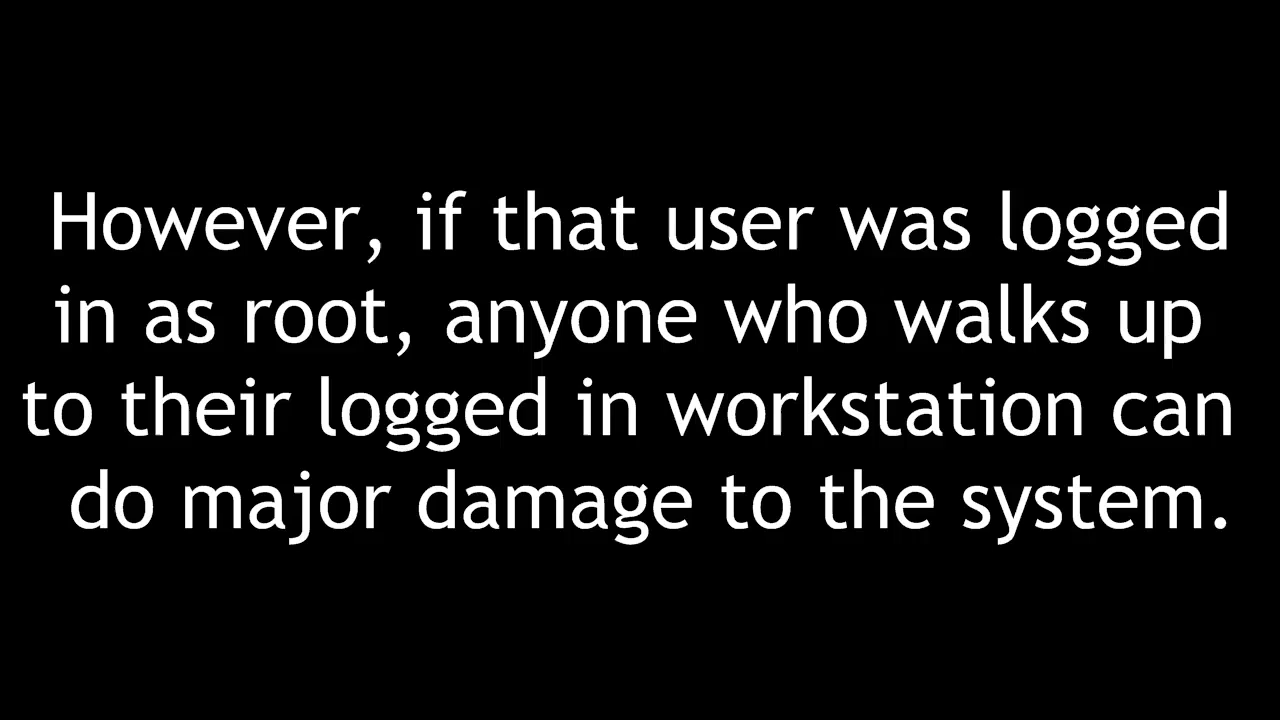 However, if that user was logged
in as root, anyone who walks up
to their logged in workstation can
do major damage to the system.